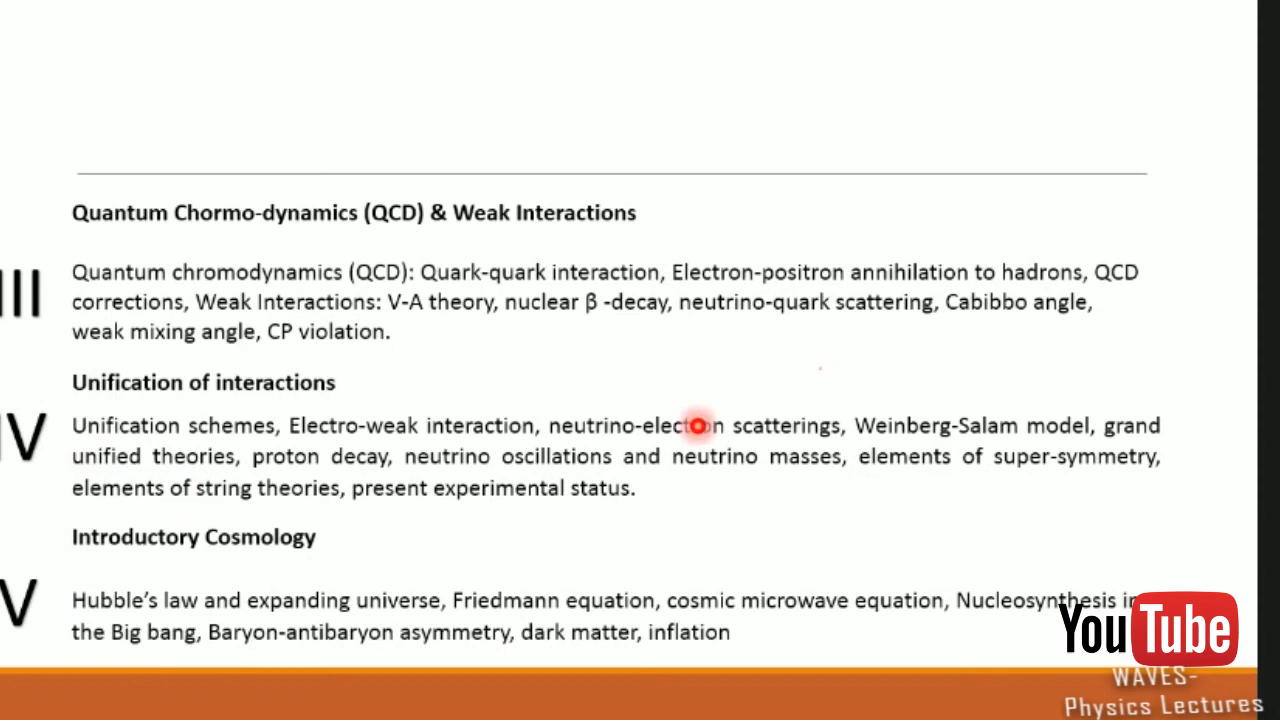 Quantum Chormo-dynamics (QCD) & Weak Interactions
III
Quantum chromodynamics (QCD): Quark-quark interaction, Electron-positron annihilation to hadrons, QCD
corrections, Weak Interactions: V-A theory, nuclear β -decay, neutrino-quark scattering, Cabibbo angle,
weak mixing angle, CP violation.
Unification of interactions
IV
Unification schemes, Electro-weak interaction, neutrino-electron scatterings, Weinberg-Salam model, grand
unified theories, proton decay, neutrino oscillations and neutrino masses, elements of super-symmetry,
elements of string theories, present experimental status.
Introductory Cosmology
V
Hubble’s law and expanding universe, Friedmann equation, cosmic microwave equation, Nucleosynthesis in
the Big bang, Baryon-antibaryon asymmetry, dark matter, inflation
YouTube
WAVES-
Physics Lectures